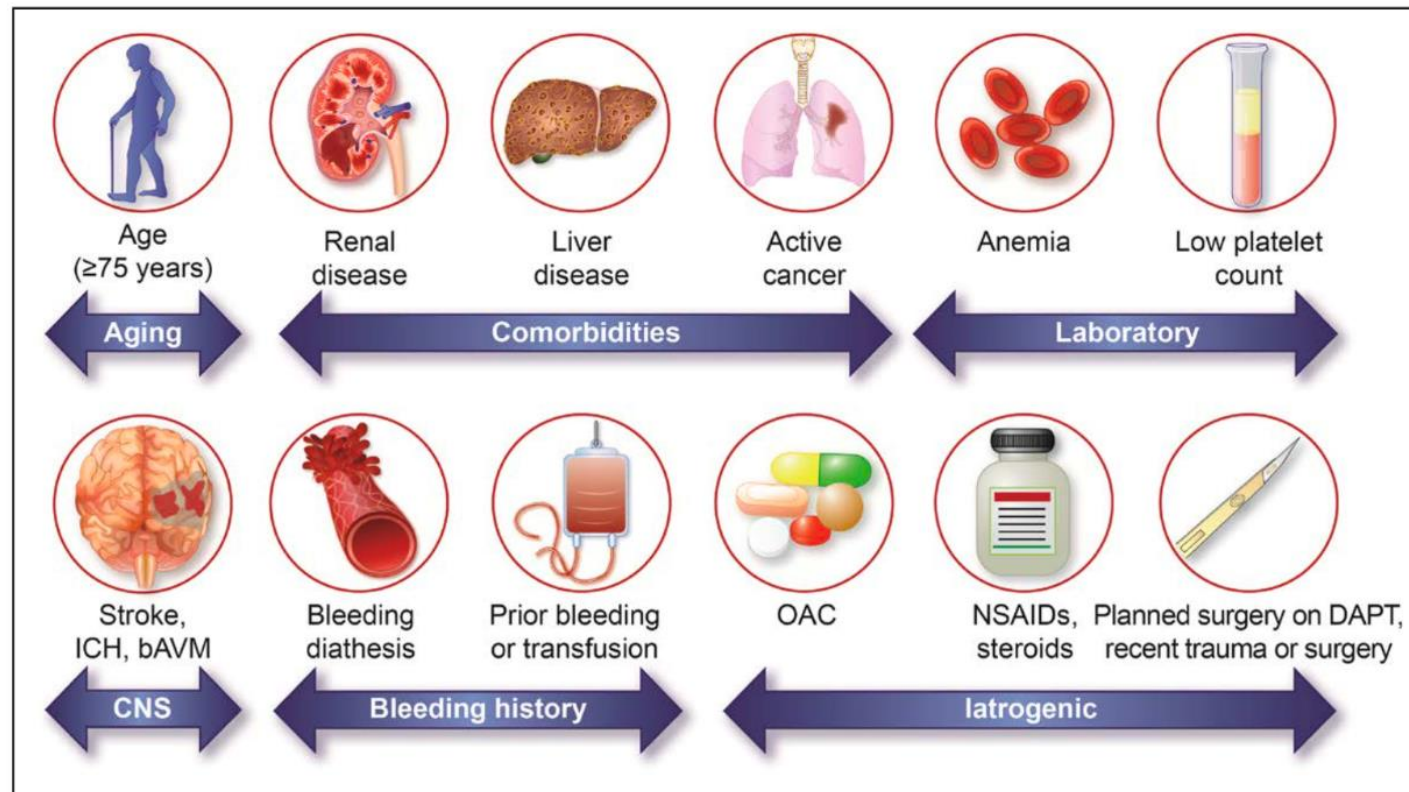 Age
(≥75 years)
Renal
disease
Liver
disease
Active
cancer
Anemia
Low platelet
count
Aging
Comorbidities
Laboratory
Stroke,
ICH, bAVM
Bleeding
diathesis
Prior bleeding
or transfusion
OAC
NSAIDs,
steroids
Planned surgery on DAPT,
recent trauma or surgery
CNS
Bleeding history
Iatrogenic